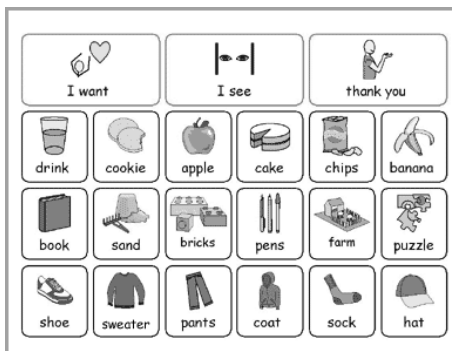 I want I see thank you
drink cookie apple cake chips banana
book sand bricks pens farm puzzle
shoe sweater pants coat sock hat